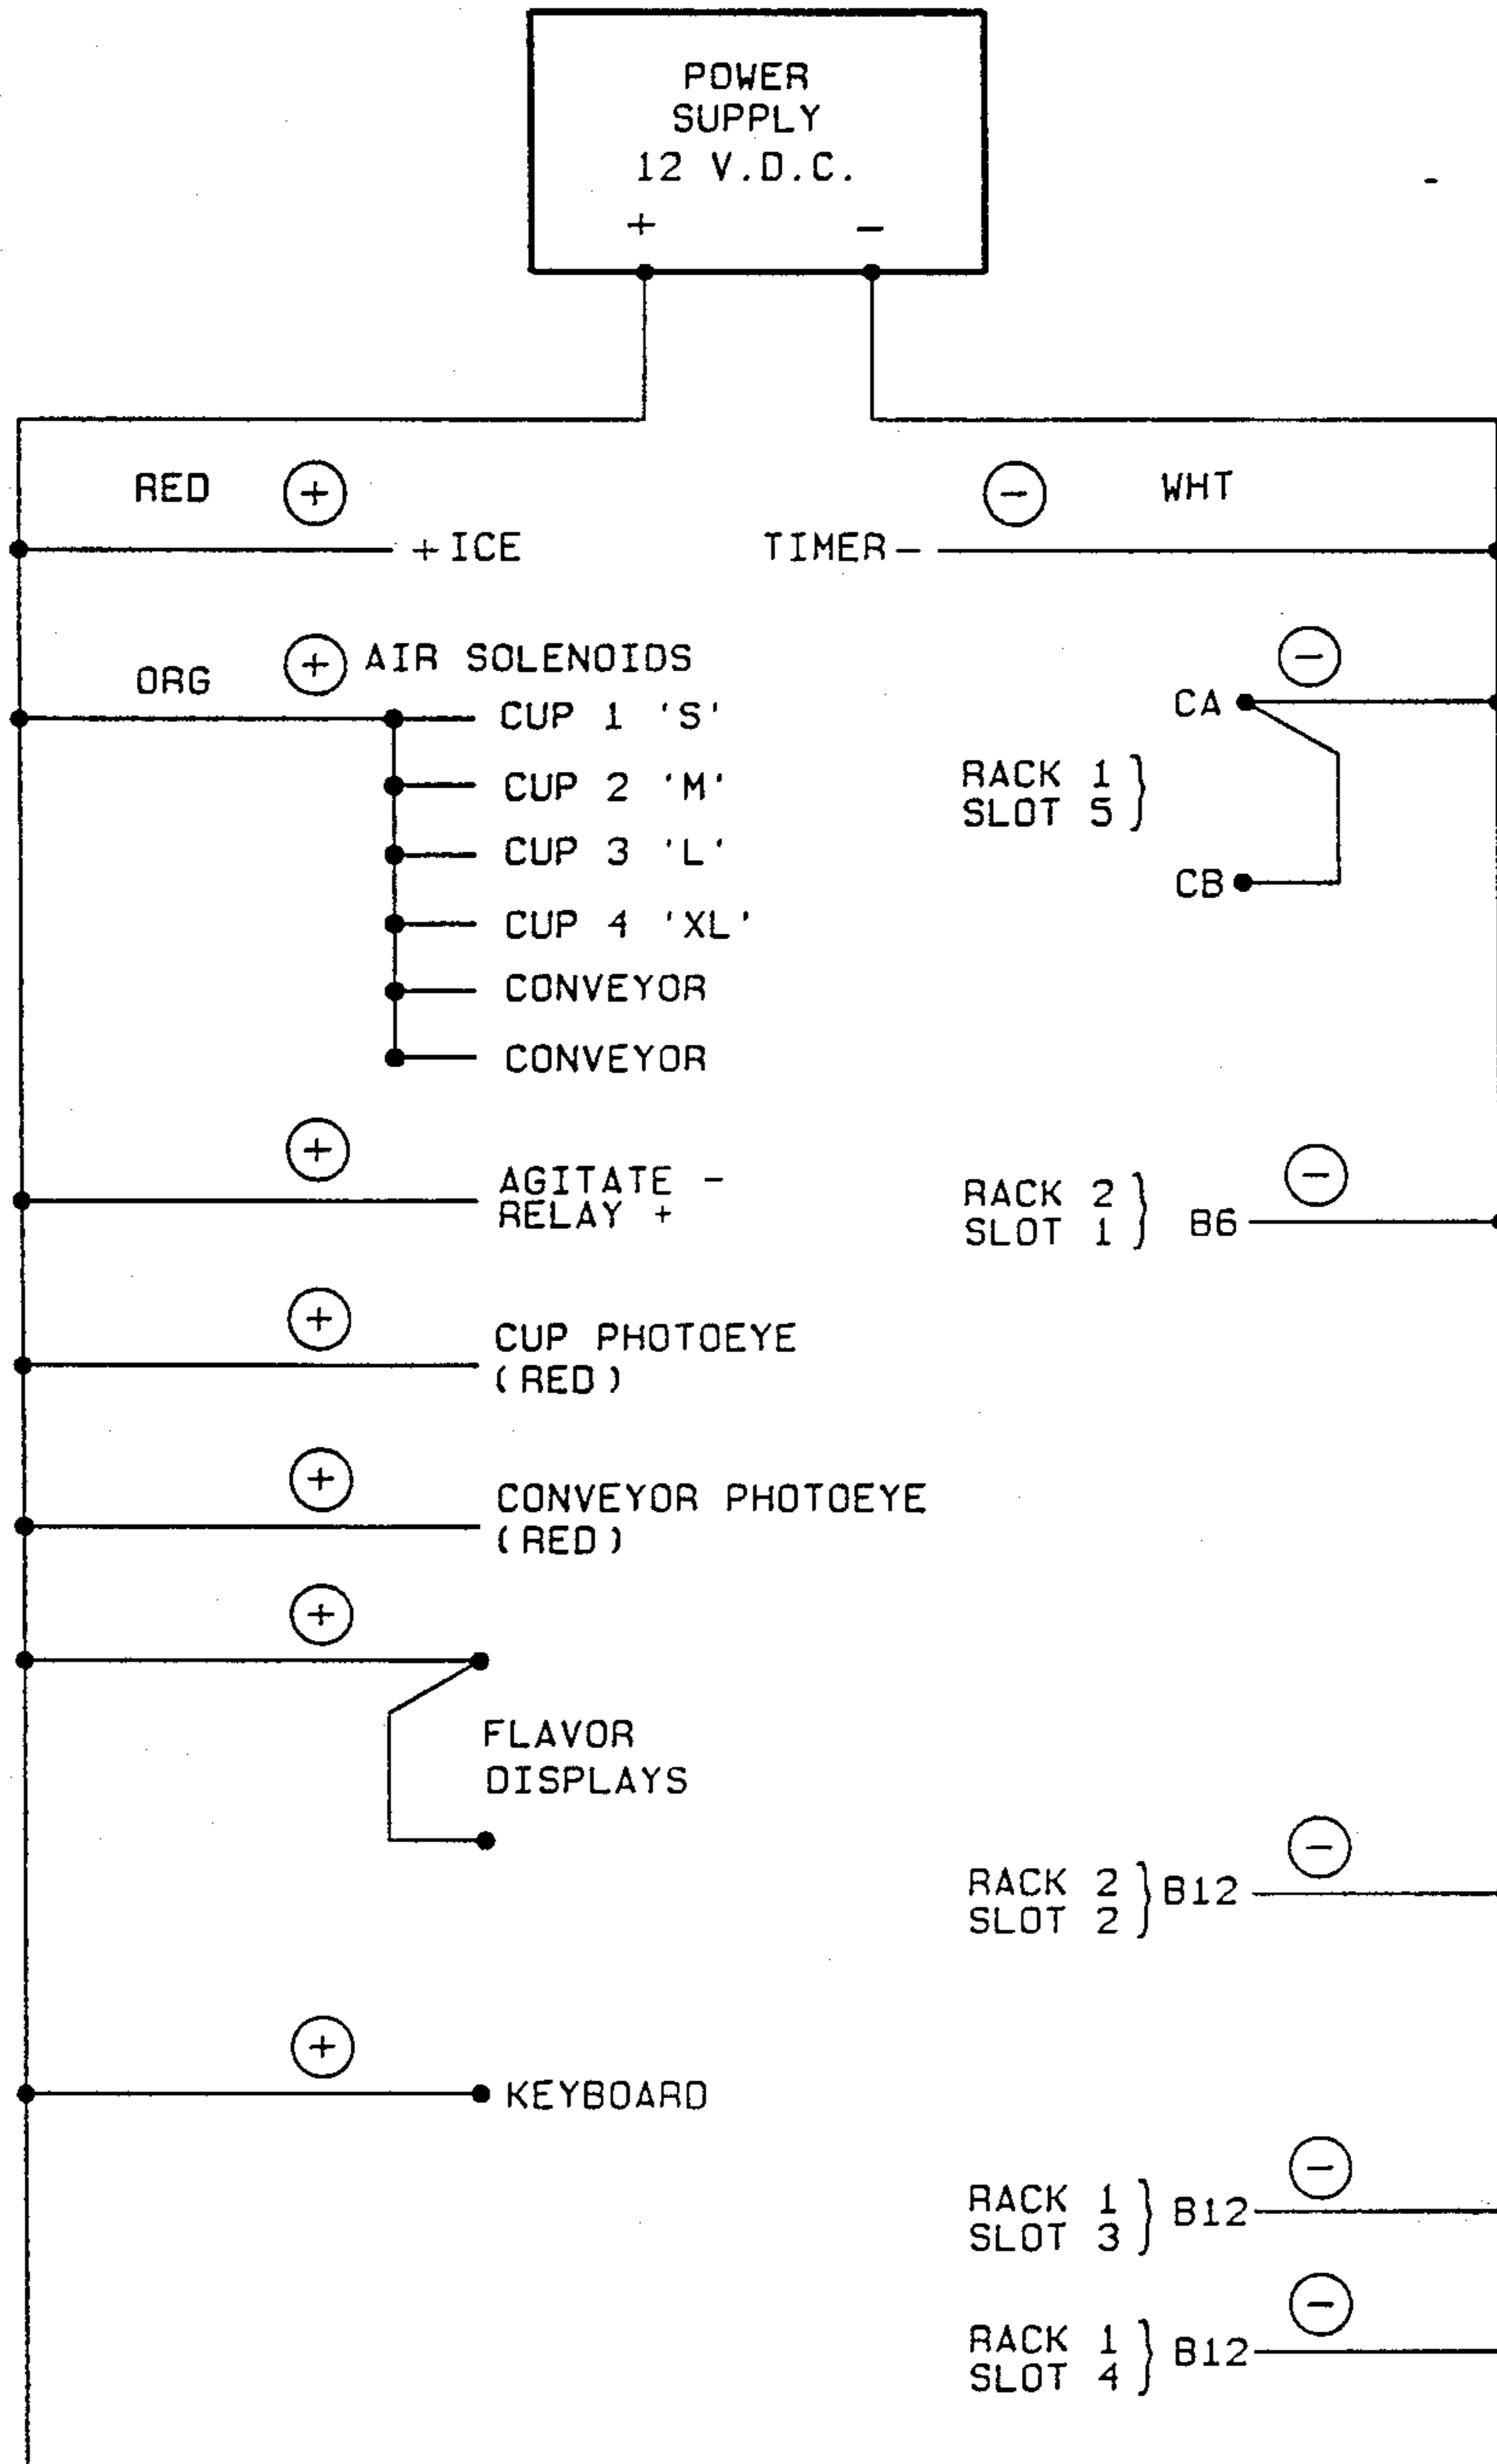 POWER
SUPPLY
12 V.D.C.
+ -
RED + - WHT
+ ICE TIMER -
ORG + AIR SOLENOIDS -
CUP 1 'S' CA
CUP 2 'M' RACK 1 }
SLOT 5
CUP 3 'L'
CB
CUP 4 'XL'
CONVEYOR
CONVEYOR
+ -
AGITATE - RACK 2 } B6
RELAY + SLOT 1
+
CUP PHOTOEYE
(RED)
+
CONVEYOR PHOTOEYE
(RED)
+
FLAVOR
DISPLAYS
-
RACK 2 } B12
SLOT 2
+
KEYBOARD
-
RACK 1 } B12
SLOT 3
-
RACK 1 } B12
SLOT 4